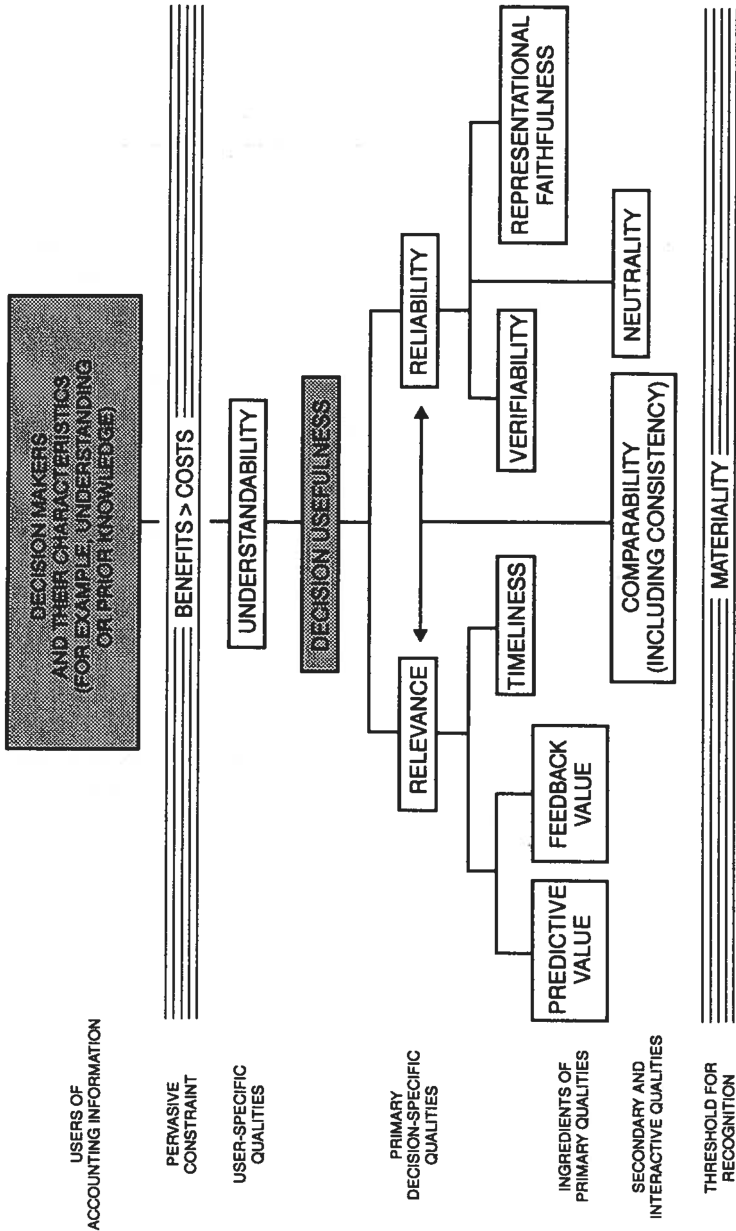 USERS OF
ACCOUNTING INFORMATION
DECISION MAKERS
AND THEIR CHARACTERISTICS
(FOR EXAMPLE, UNDERSTANDING
OR PRIOR KNOWLEDGE)
PERVASIVE
CONSTRAINT
BENEFITS > COSTS
USER-SPECIFIC
QUALITIES
UNDERSTANDABILITY
DECISION USEFULNESS
PRIMARY
DECISION-SPECIFIC
QUALITIES
RELEVANCE
RELIABILITY
INGREDIENTS OF
PRIMARY QUALITIES
PREDICTIVE
VALUE
FEEDBACK
VALUE
TIMELINESS
VERIFIABILITY
REPRESENTATIONAL
FAITHFULNESS
SECONDARY AND
INTERACTIVE QUALITIES
COMPARABILITY
(INCLUDING CONSISTENCY)
NEUTRALITY
THRESHOLD FOR
RECOGNITION
MATERIALITY